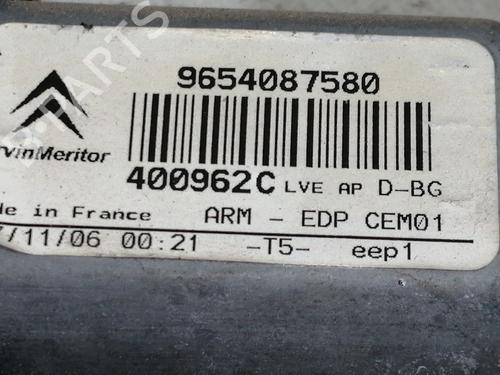 9654087580
vinMeritor
400962C LVE AP D-BG
de in France ARM - EDP CEM01
/11/06 00:21 -T5- eep1